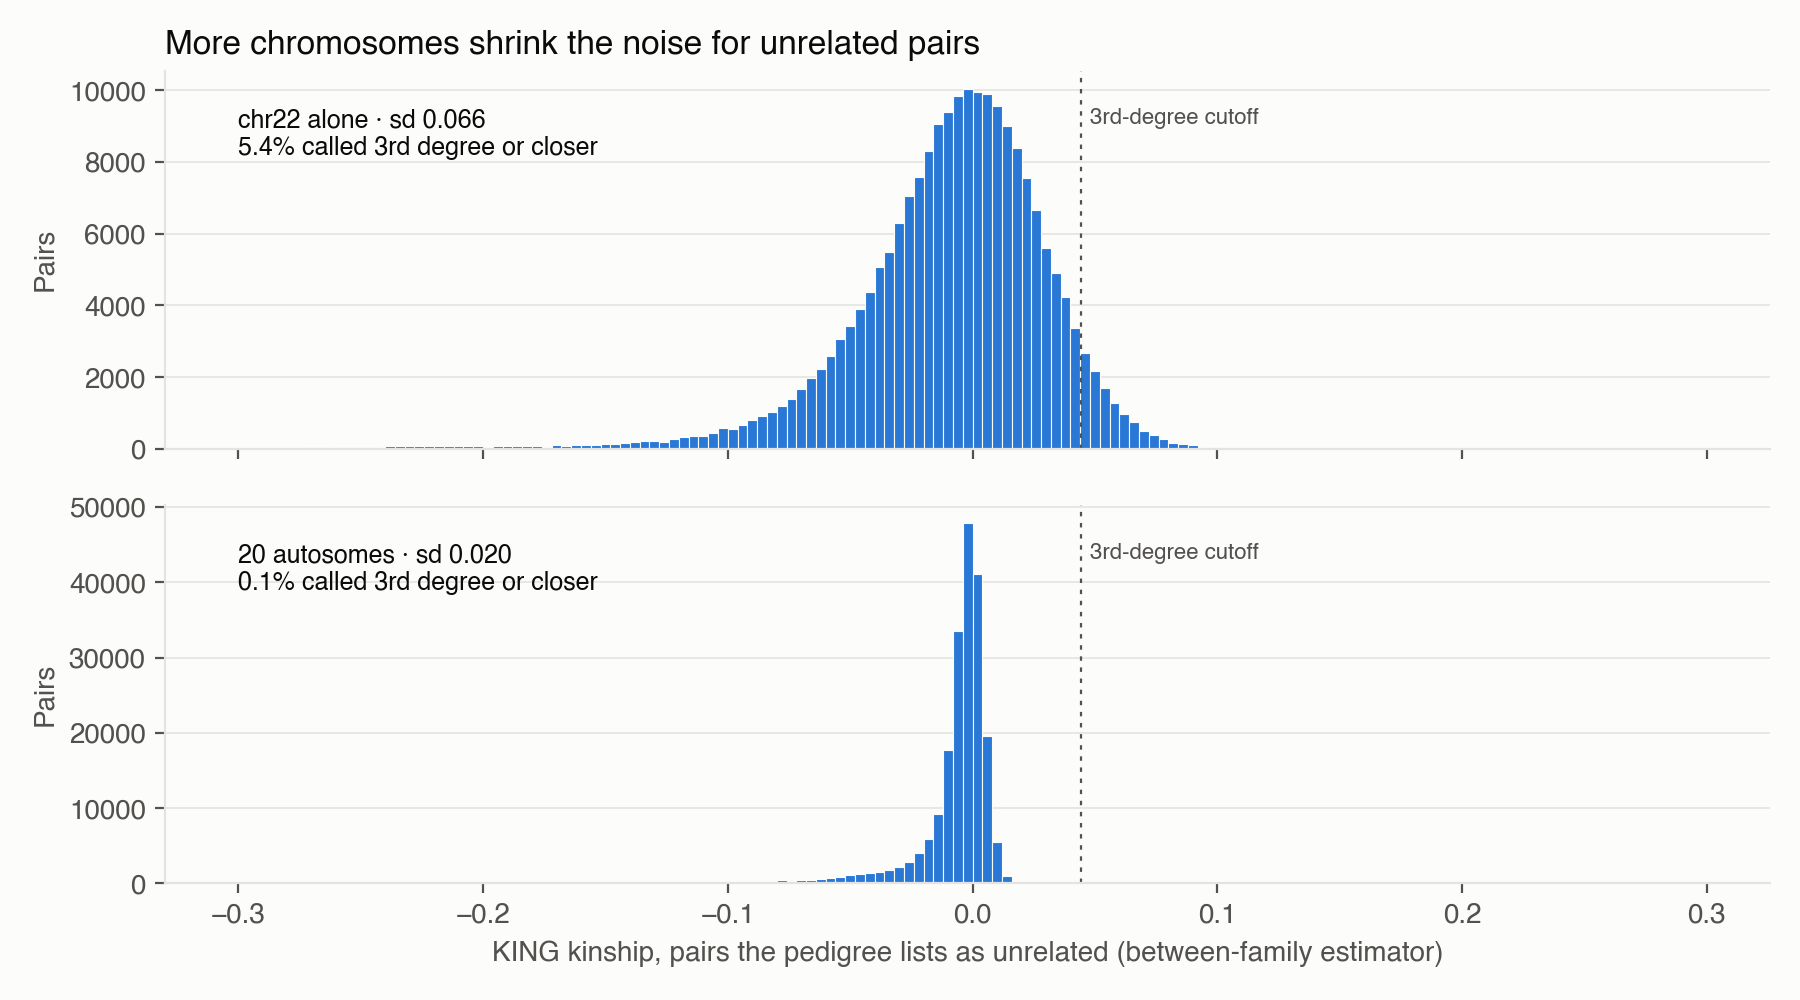 More chromosomes shrink the noise for unrelated pairs
10000
8000
6000
4000
2000
0
Pairs
chr22 alone · sd 0.066
5.4% called 3rd degree or closer
3rd-degree cutoff
50000
40000
30000
20000
10000
0
Pairs
20 autosomes · sd 0.020
0.1% called 3rd degree or closer
3rd-degree cutoff
−0.3 −0.2 −0.1 0.0 0.1 0.2 0.3
KING kinship, pairs the pedigree lists as unrelated (between-family estimator)